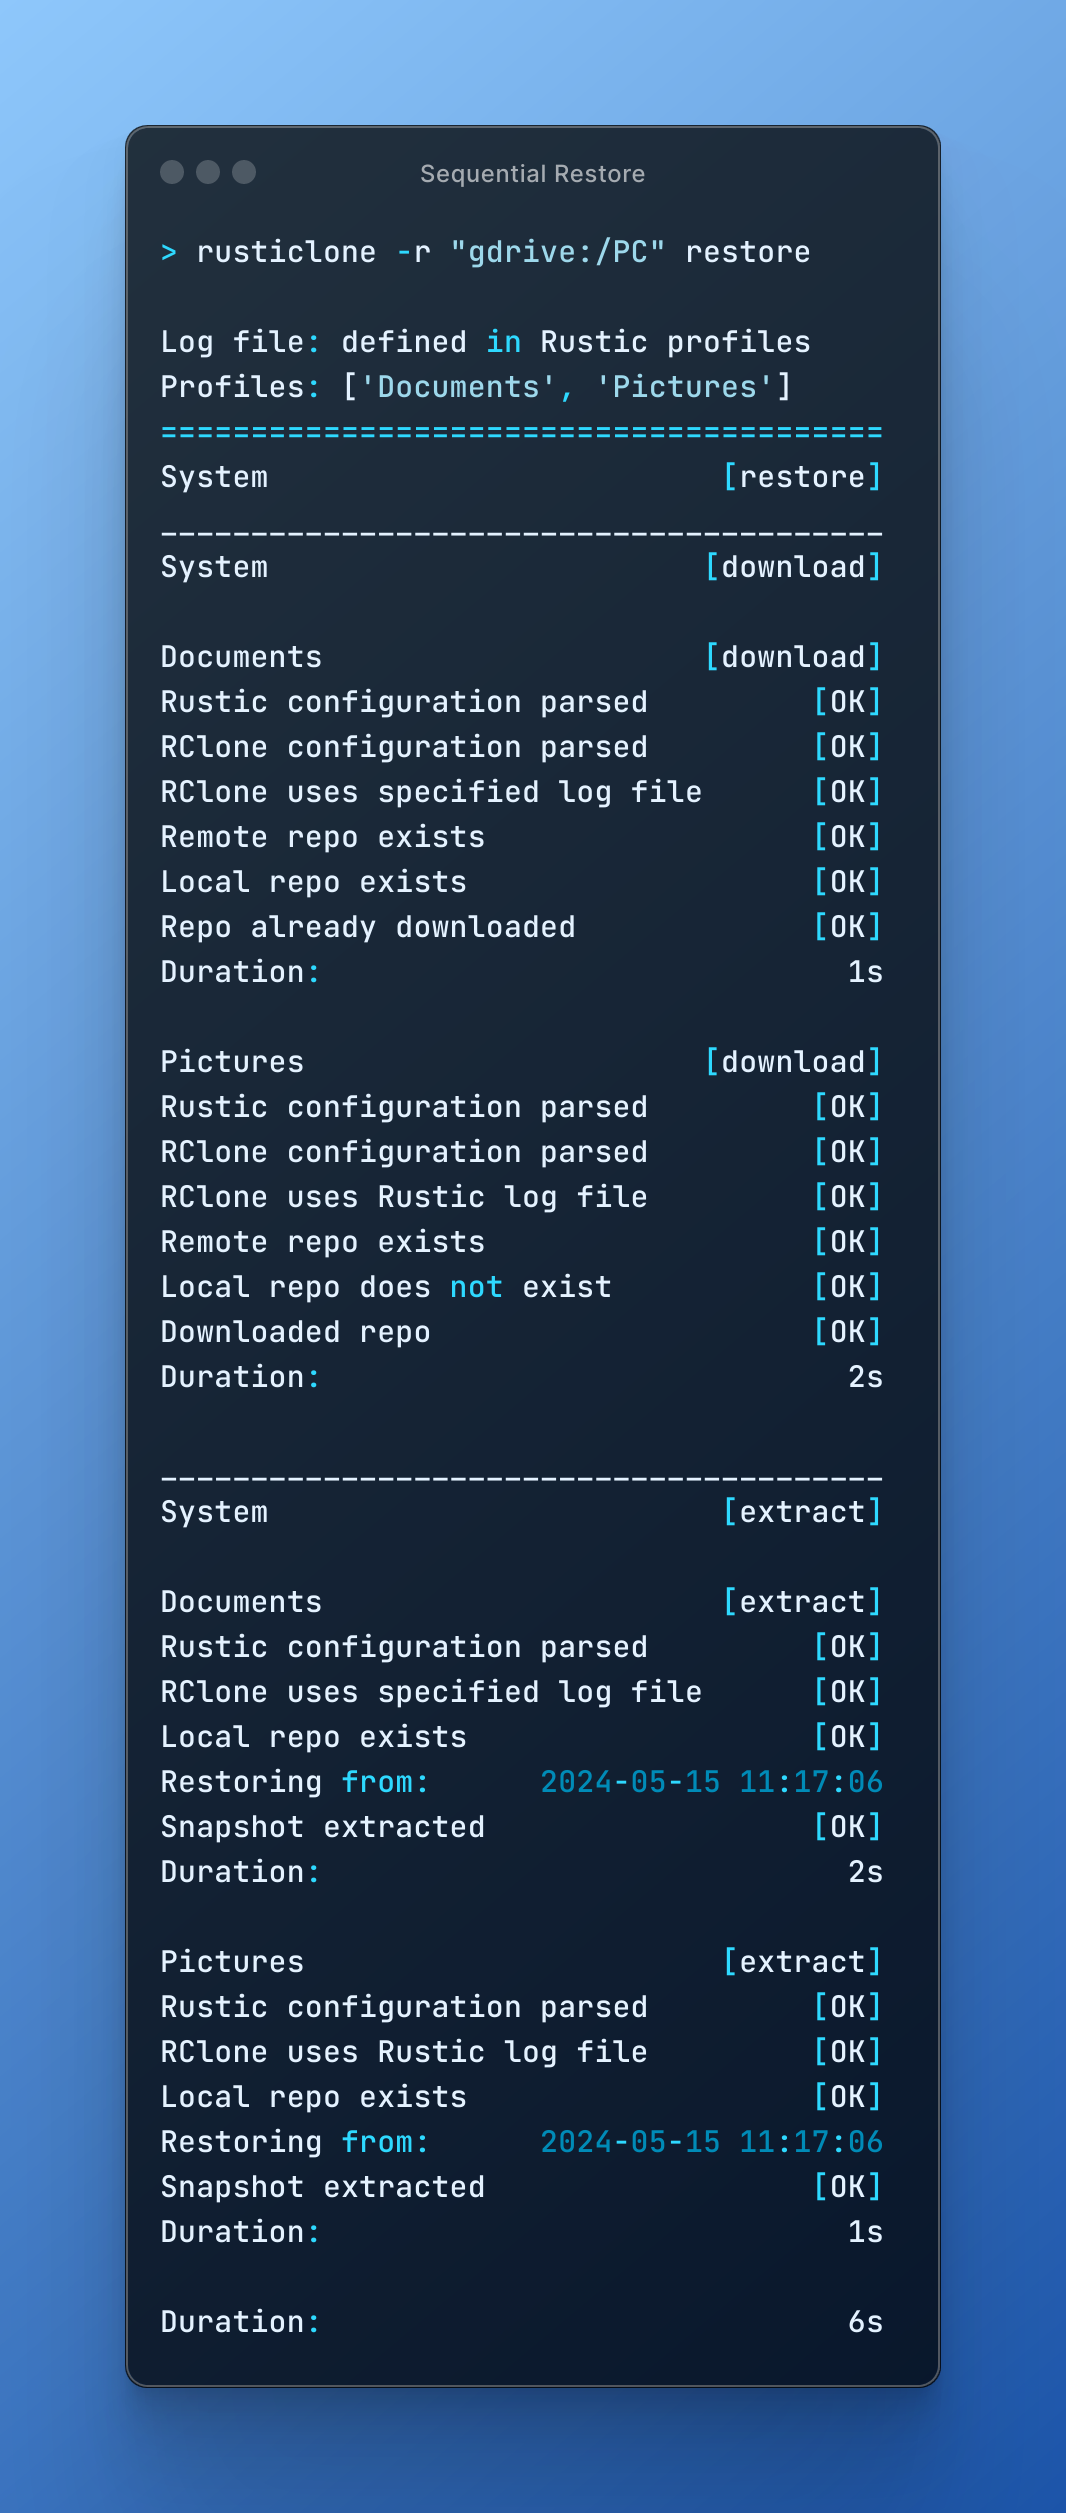 Sequential Restore
> rusticlone -r "gdrive:/PC" restore
Log file: defined in Rustic profiles
Profiles: ['Documents', 'Pictures']
========================================
System [restore]
________________________________________
System [download]
Documents [download]
Rustic configuration parsed [OK]
RClone configuration parsed [OK]
RClone uses specified log file [OK]
Remote repo exists [OK]
Local repo exists [OK]
Repo already downloaded [OK]
Duration: 1s
Pictures [download]
Rustic configuration parsed [OK]
RClone configuration parsed [OK]
RClone uses Rustic log file [OK]
Remote repo exists [OK]
Local repo does not exist [OK]
Downloaded repo [OK]
Duration: 2s
________________________________________
System [extract]
Documents [extract]
Rustic configuration parsed [OK]
RClone uses specified log file [OK]
Local repo exists [OK]
Restoring from: 2024-05-15 11:17:06
Snapshot extracted [OK]
Duration: 2s
Pictures [extract]
Rustic configuration parsed [OK]
RClone uses Rustic log file [OK]
Local repo exists [OK]
Restoring from: 2024-05-15 11:17:06
Snapshot extracted [OK]
Duration: 1s
Duration: 6s